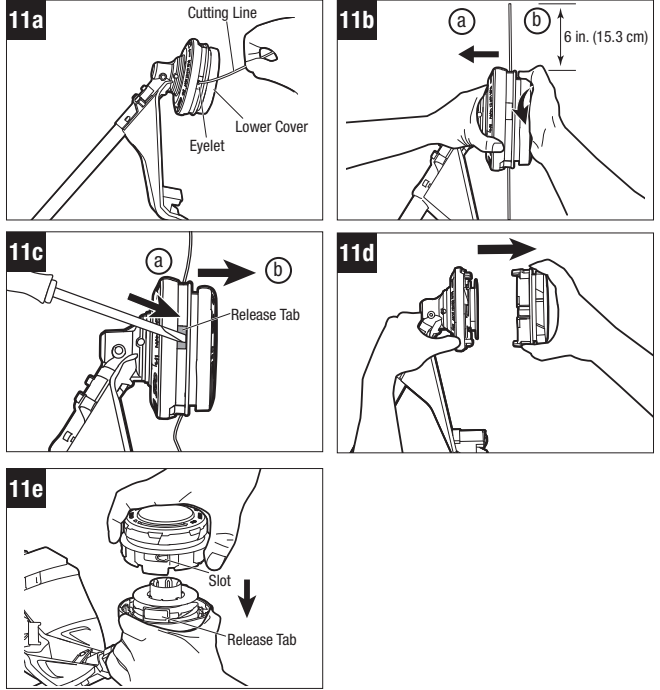 11a
Cutting Line
Lower Cover
Eyelet
11b
a
b
6 in. (15.3 cm)
11c
a
b
Release Tab
11d
11e
Slot
Release Tab